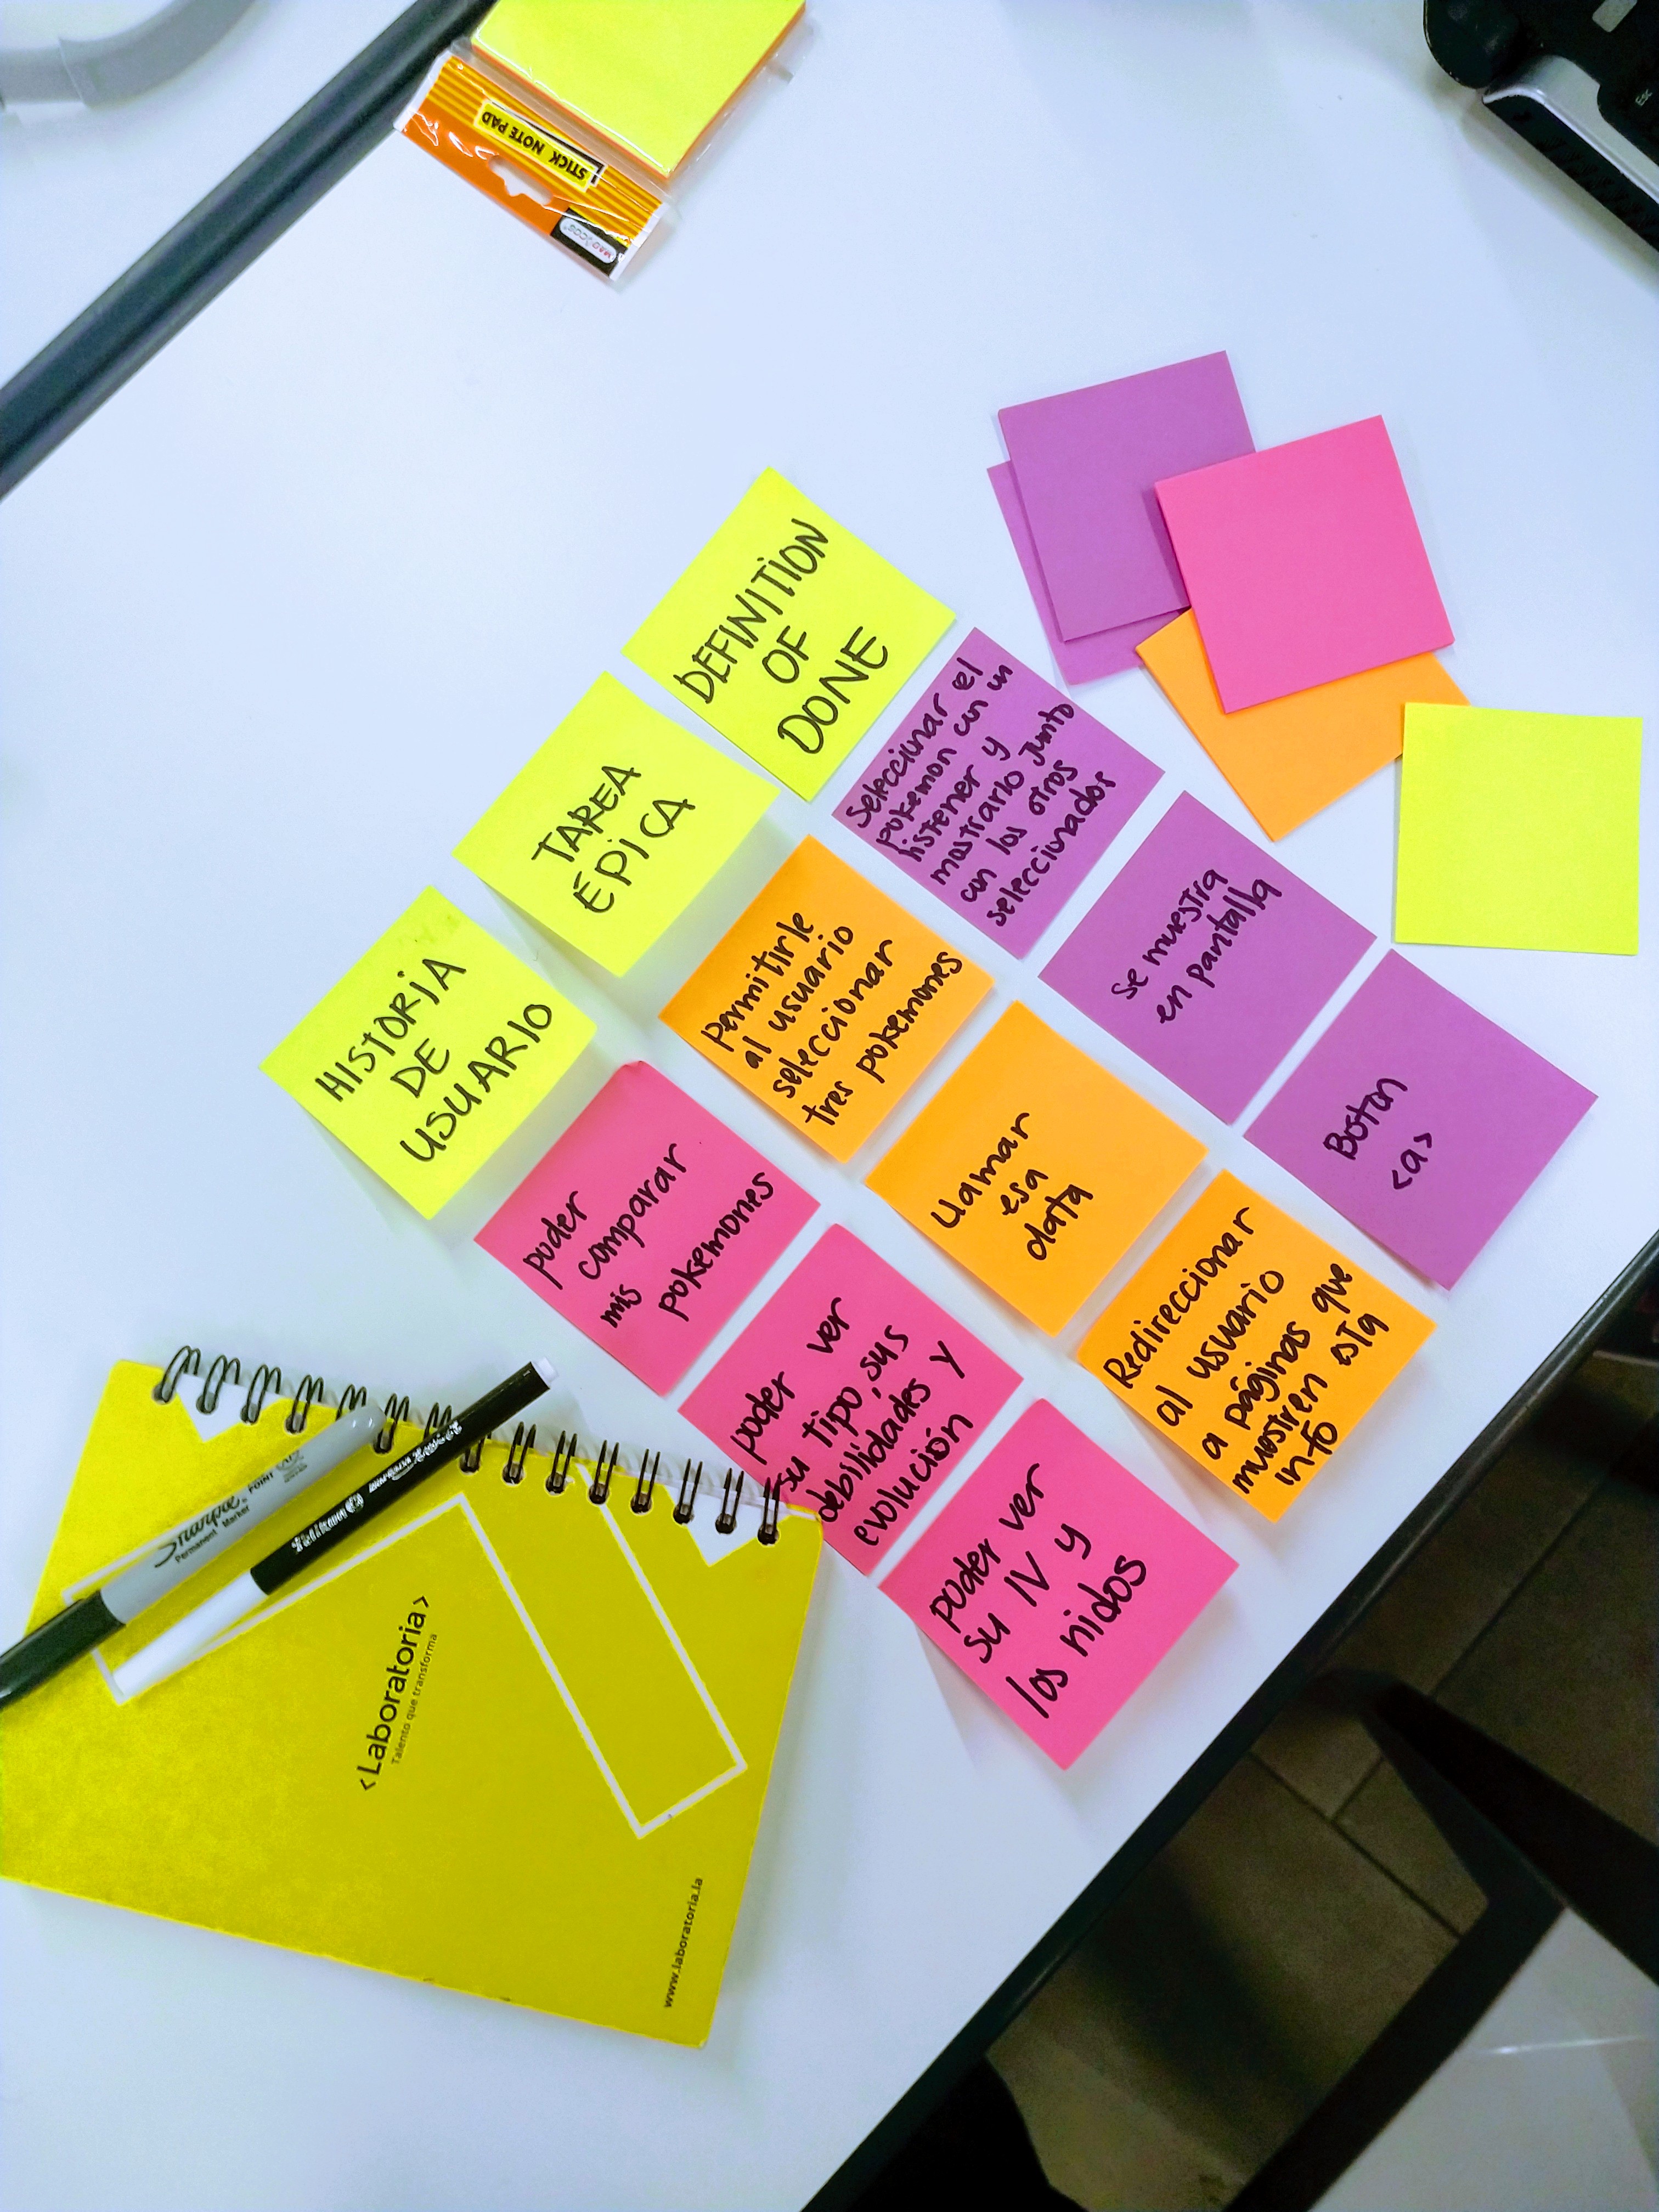 STICK NOTE PAD
HISTORIA
DE
USUARIO
TAREA
ÉPICA
DEFINITION
OF
DONE
poder
comparar
mis
pokemones
permitirle
al usuario
seleccionar
tres pokemones
Seleccionar el
pokemon con un
listener y
mostrarlo junto
con los otros
seleccionados
poder ver
su tipo, sus
debilidades y
evolución
llamar
esa
data
se muestra
en pantalla
poder ver
su IV y
los nidos
Redireccionar
al usuario
a páginas que
muestren esta
info
Boton
<a>
Sharpie
Permanent Marker
POINT
<Laboratoria>
Talento que transforma
www.laboratoria.la
Esc